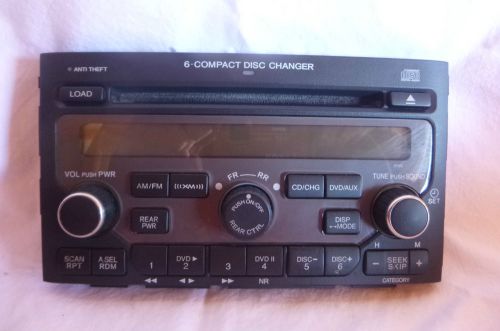 ANTI THEFT
6-COMPACT DISC CHANGER
LOAD
VOL PUSH PWR
FR RR
TUNE PUSH SOUND
AM/FM
((XM))
CD/CHG
DVD/AUX
SET
PUSH ON/OFF
REAR CTRL
REAR
PWR
DISP
MODE
H M
SCAN
RPT
A.SEL
RDM
1
DVD
2
3
DVD II
4
DISC−
5
DISC+
6
−
SEEK
SKIP
+
NR
CATEGORY